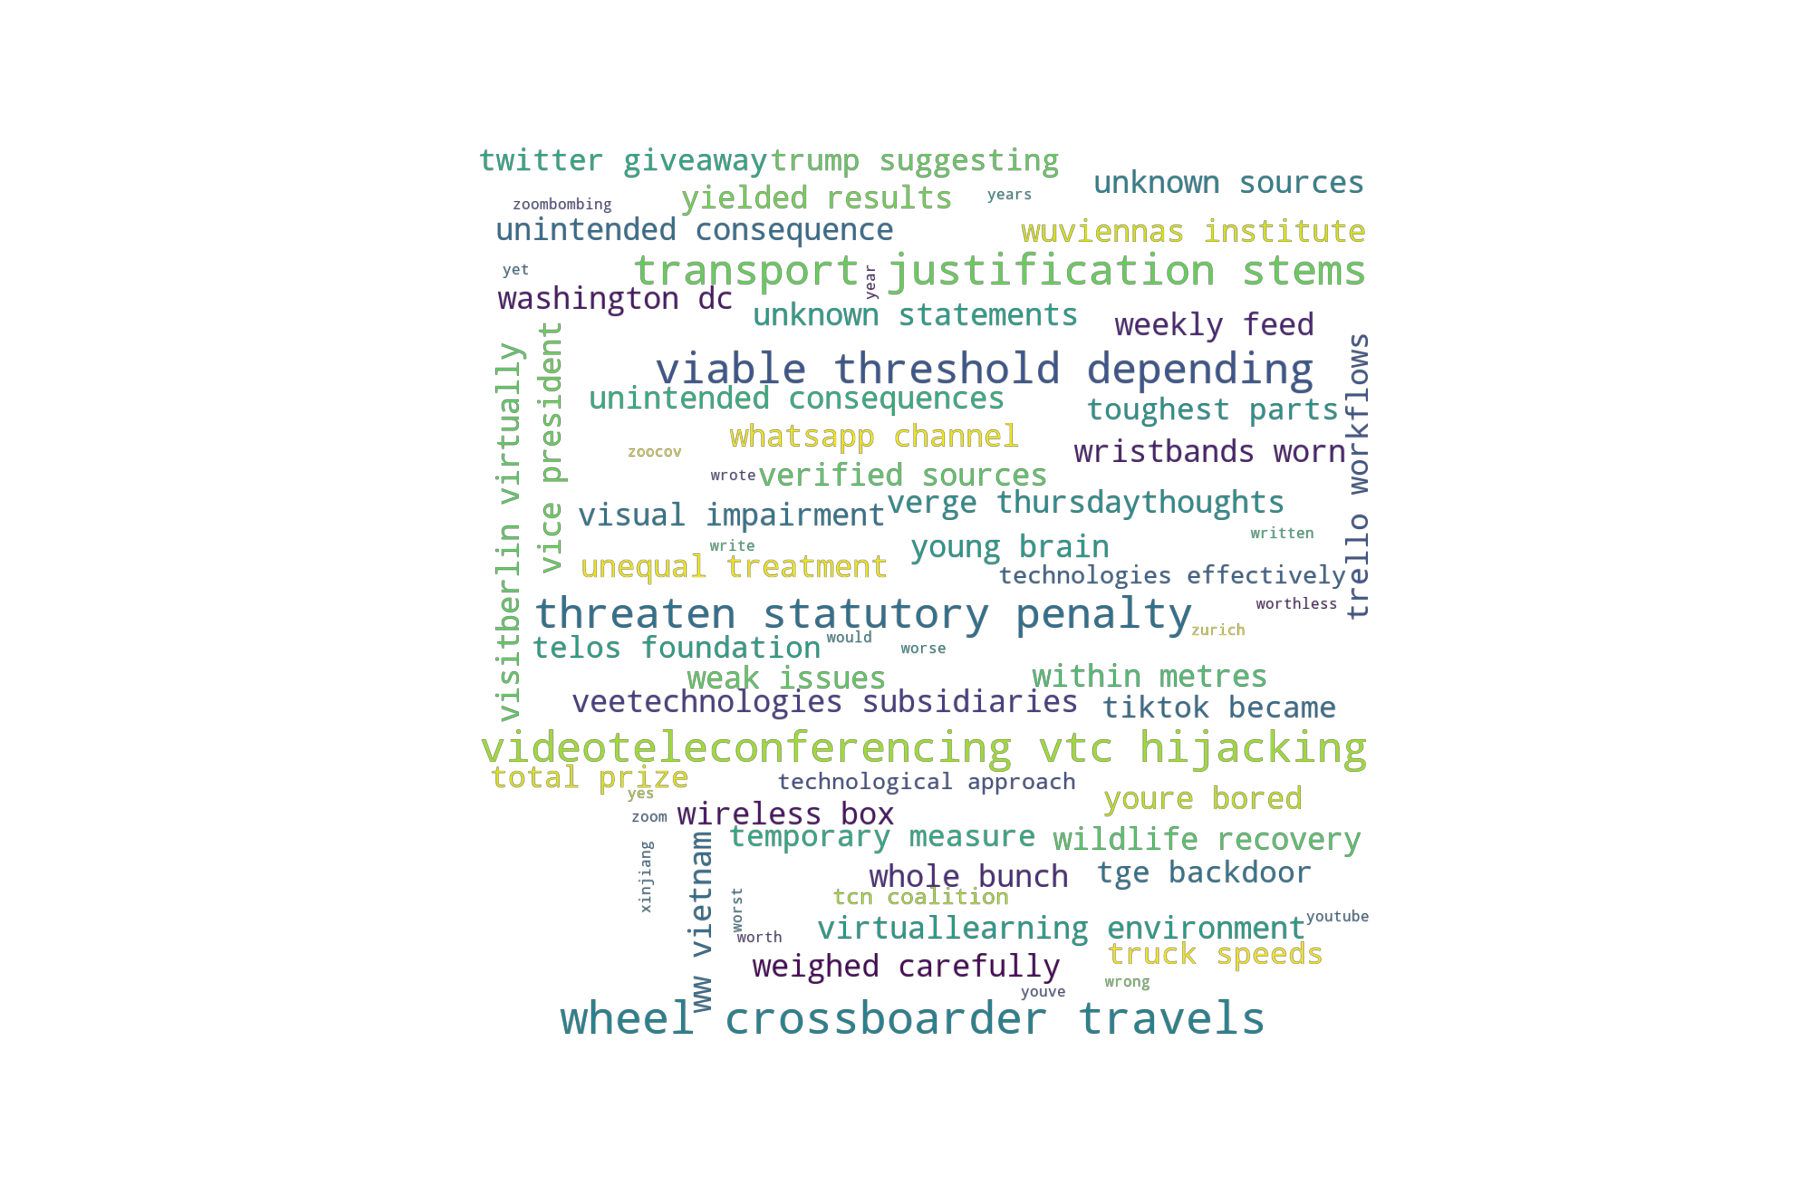 twitter giveaway
trump suggesting
unknown sources
yielded results
years
zoombombing
unintended consequence
wuviennas institute
yet
transport justification stems
year
washington dc
unknown statements
weekly feed
vice president
visitberlin virtually
trello workflows
viable threshold depending
unintended consequences
toughest parts
whatsapp channel
zoocov
wristbands worn
wrote
verified sources
verge thursdaythoughts
visual impairment
written
write
young brain
unequal treatment
technologies effectively
threaten statutory penalty
worthless
zurich
would
telos foundation
worse
weak issues
within metres
veetechnologies subsidiaries
tiktok became
videoteleconferencing vtc hijacking
total prize
technological approach
yes
youre bored
zoom
wireless box
temporary measure
wildlife recovery
ww vietnam
xinjiang
whole bunch
tge backdoor
tcn coalition
worst
youtube
virtuallearning environment
worth
truck speeds
weighed carefully
wrong
youve
wheel crossboarder travels